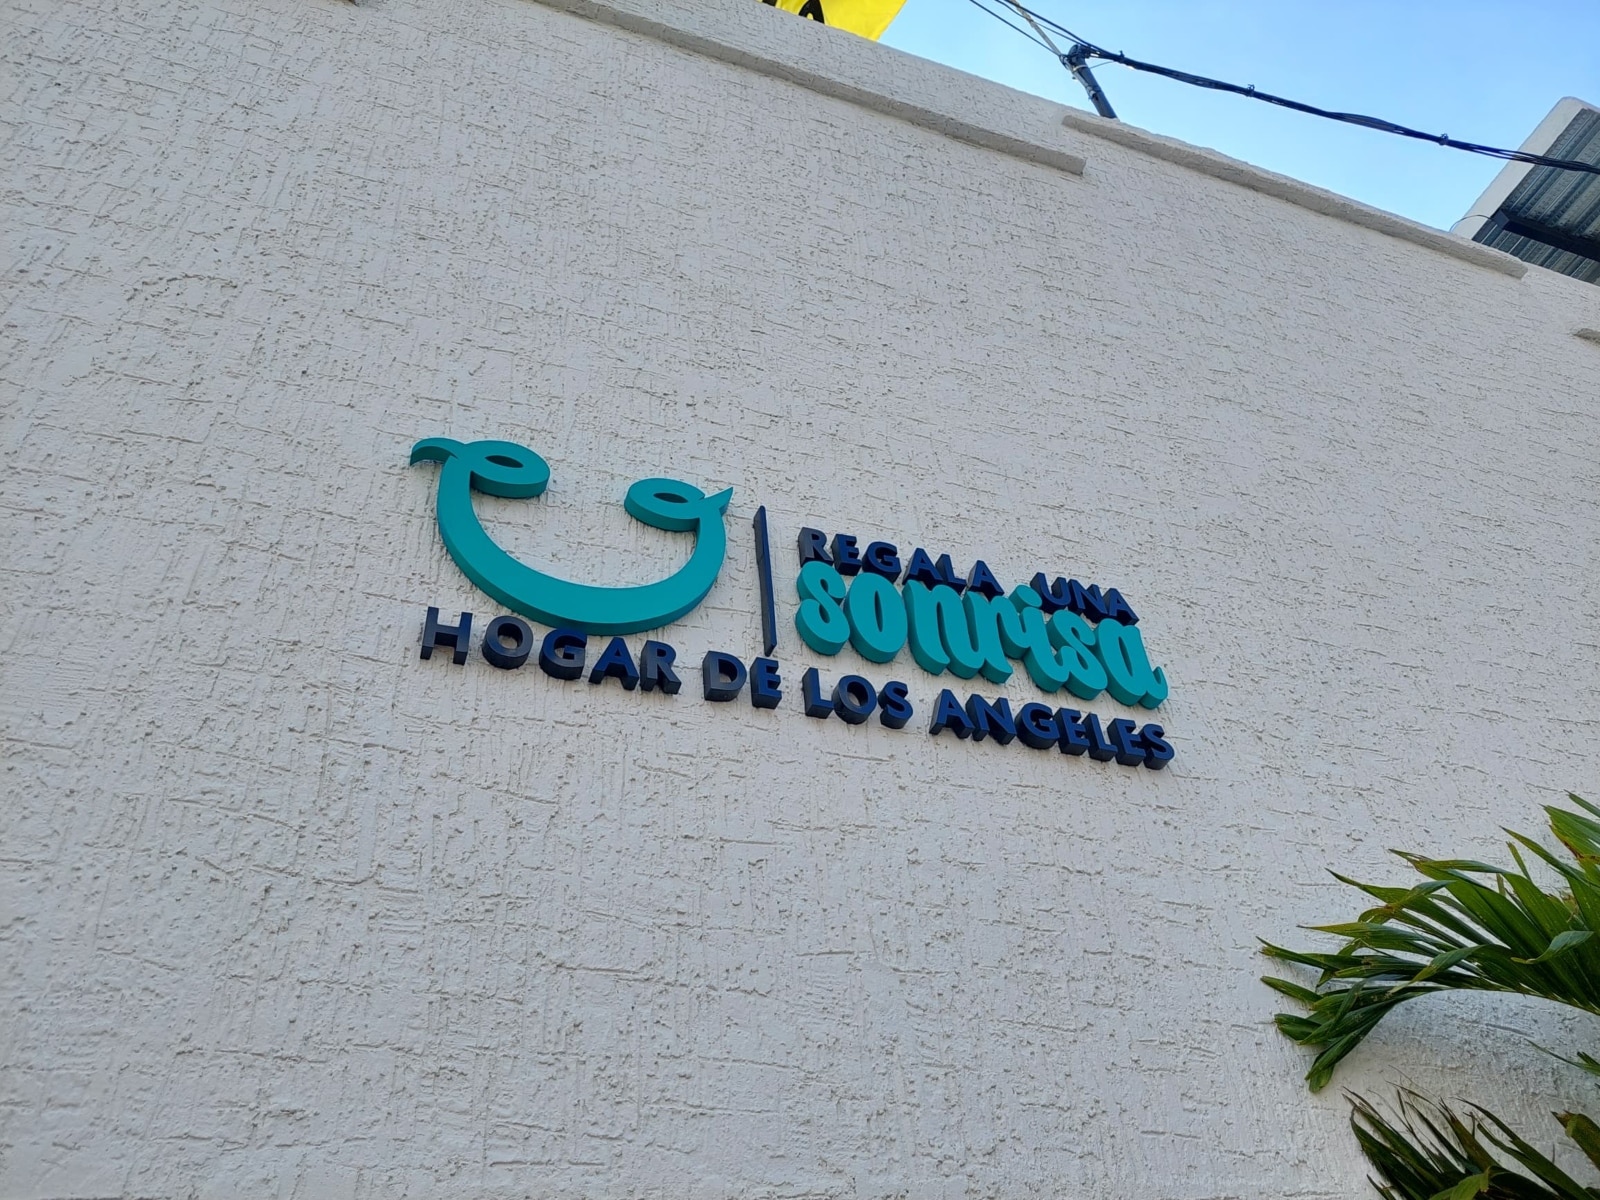 REGALA UNA
sonrisa
HOGAR DE LOS ANGELES